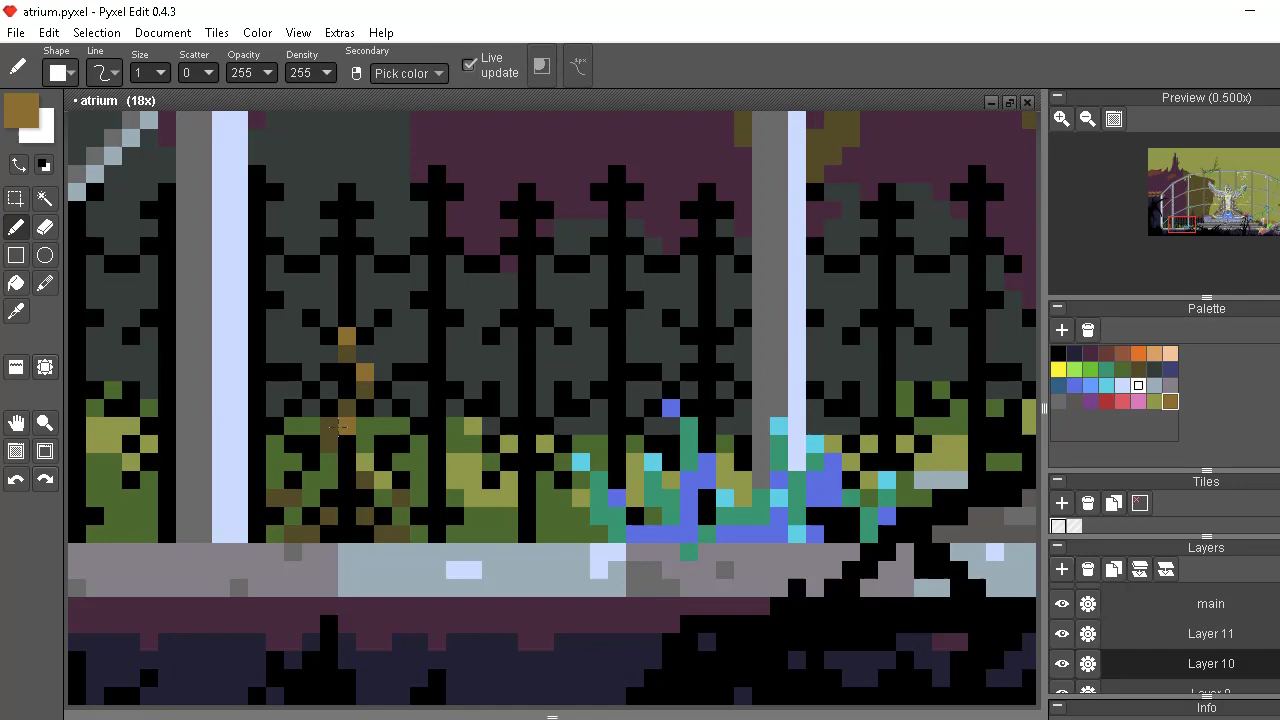 atrium.pyxel - Pyxel Edit 0.4.3
File Edit Selection Document Tiles Color View Extras Help
Shape Line Size Scatter Opacity Density Secondary
1 0 255 255 Pick color Live update
• atrium (18x)
Preview (0.500x)
Palette
Tiles
Layers
main
Layer 11
Layer 10
Info